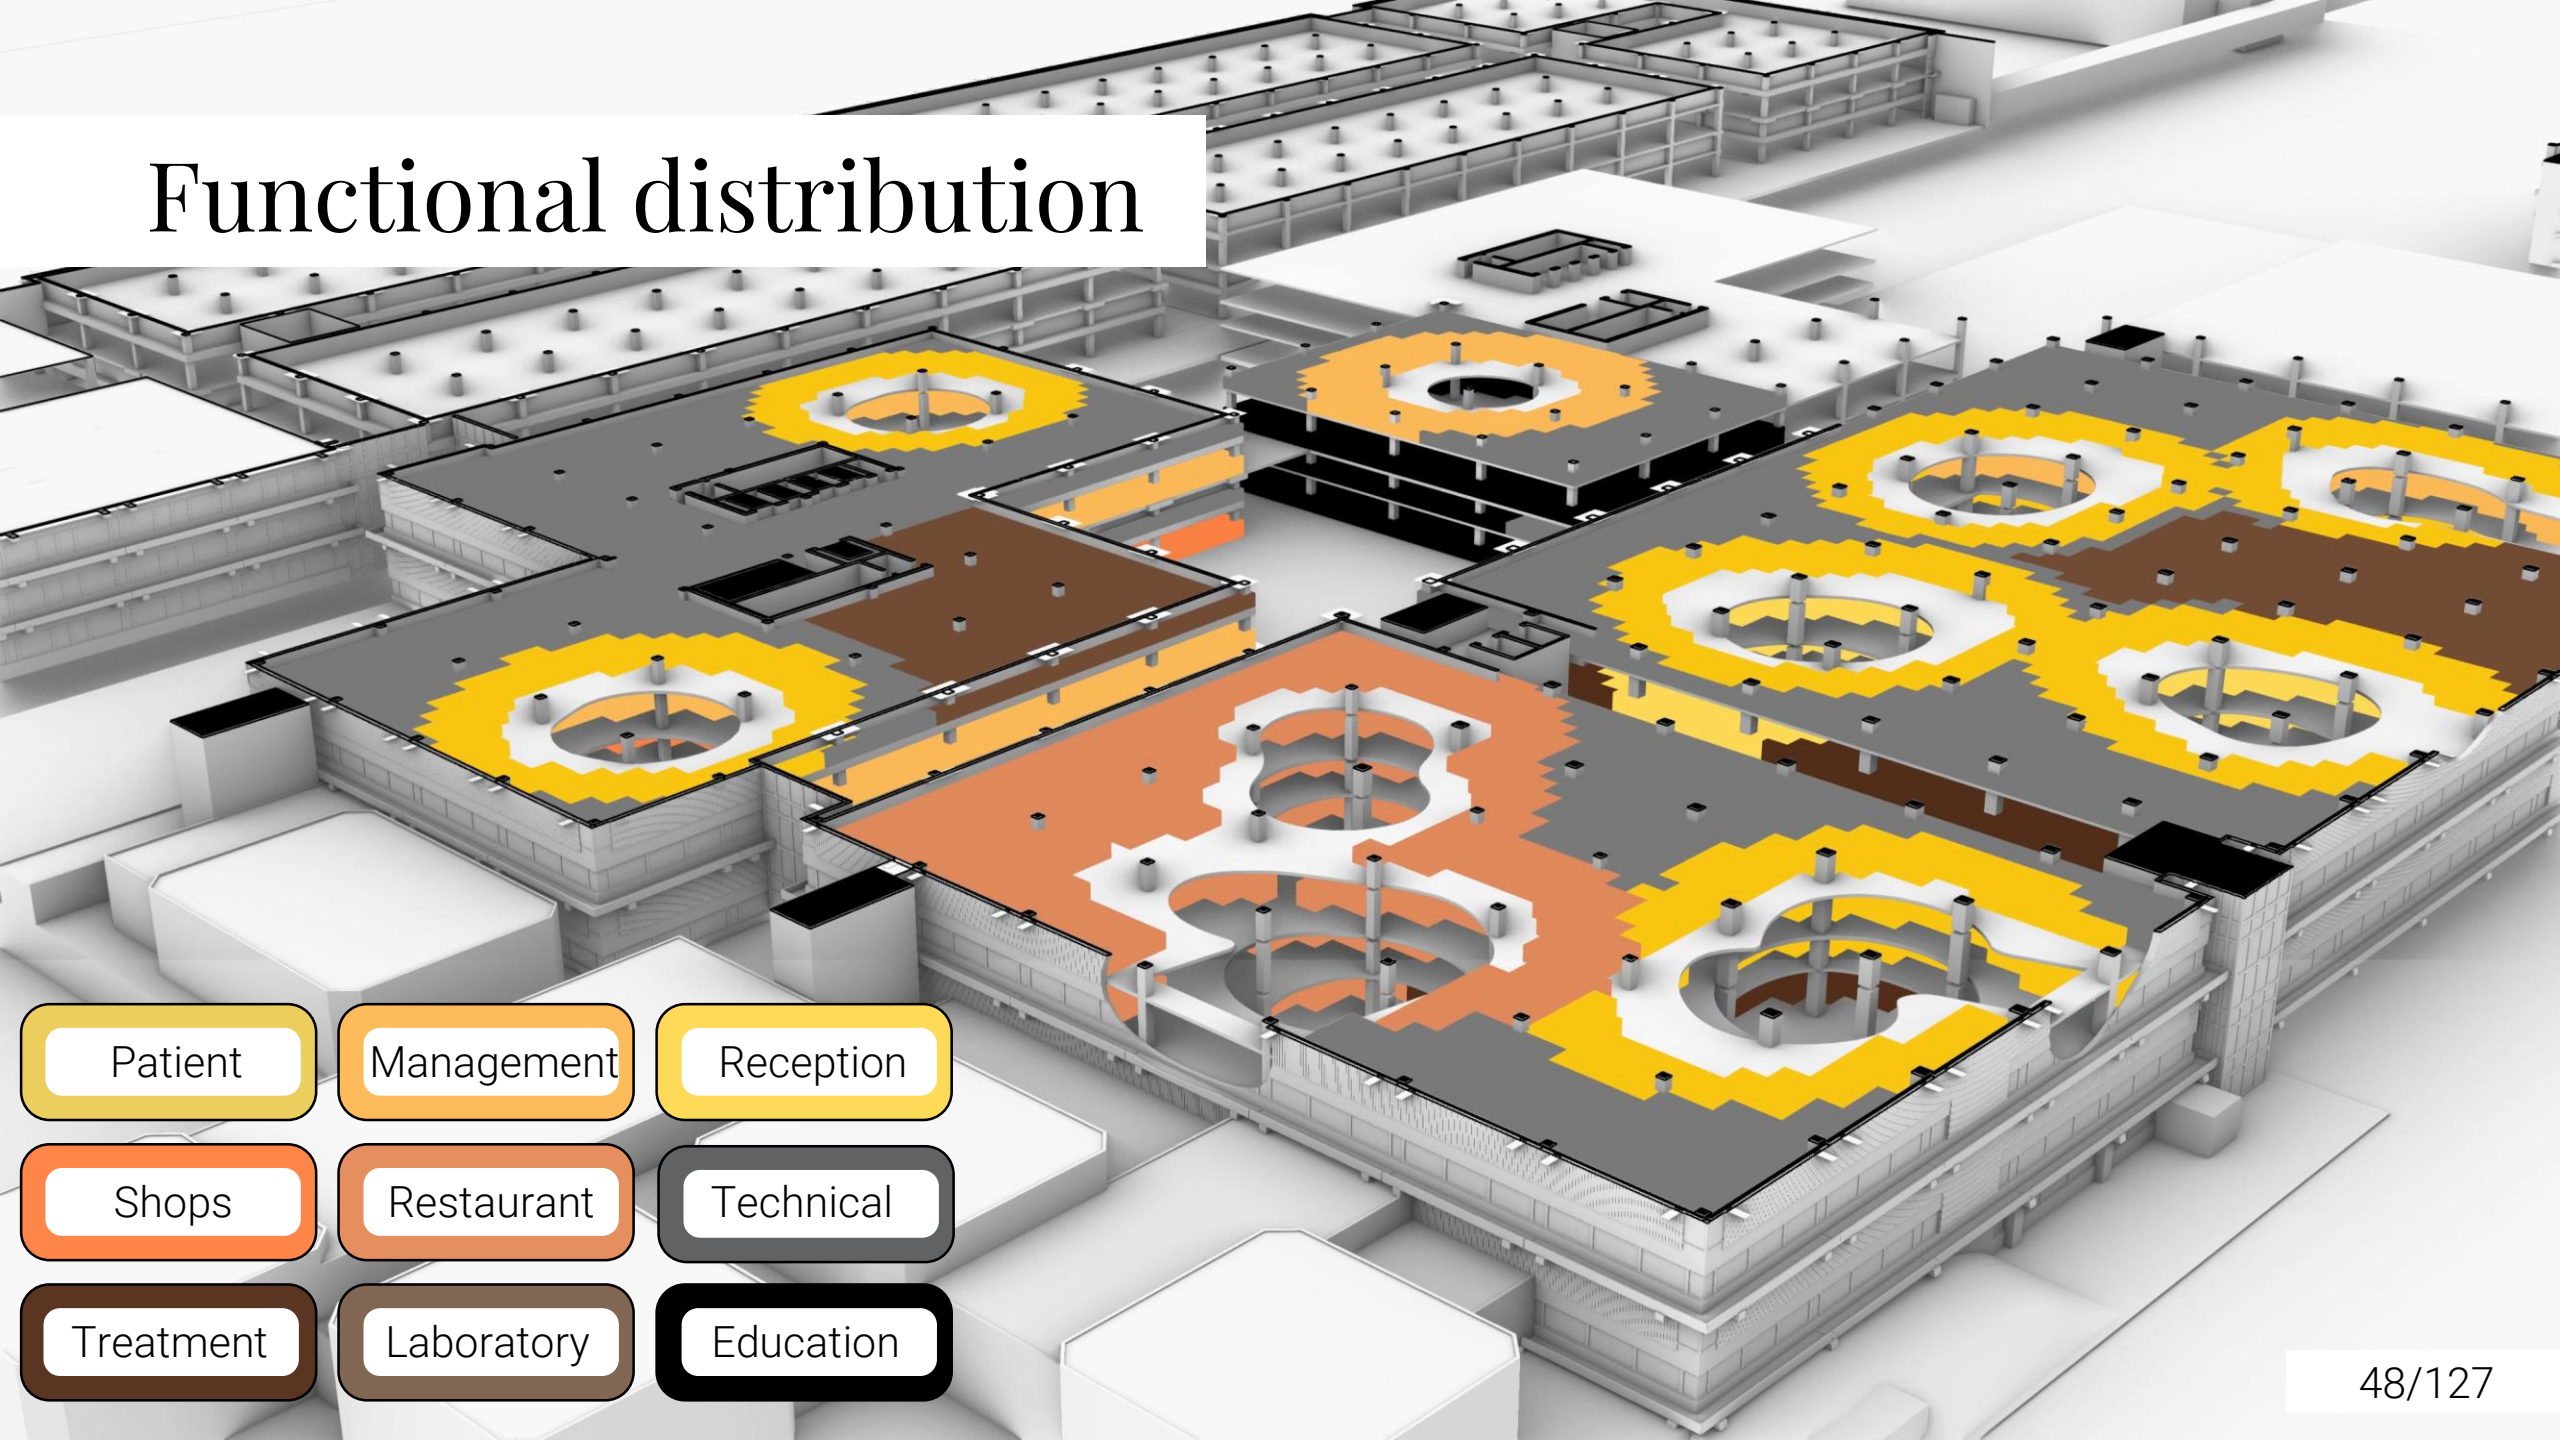 Functional distribution
Patient
Management
Reception
Shops
Restaurant
Technical
Treatment
Laboratory
Education
48/127